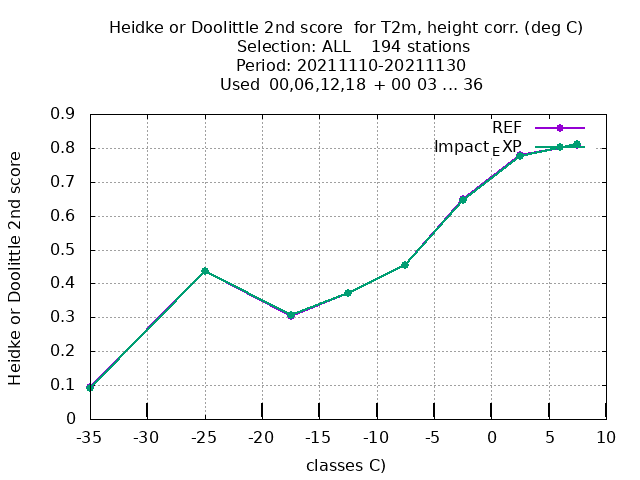 Heidke or Doolittle 2nd score  for T2m, height corr. (deg C)
Selection: ALL    194 stations
Period: 20211110-20211130
Used  00,06,12,18  + 00 03 ... 36
Heidke or Doolittle 2nd score
0.9
0.8
0.7
0.6
0.5
0.4
0.3
0.2
0.1
0
REF
Impact_EXP
-35 -30 -25 -20 -15 -10 -5 0 5 10
classes C)